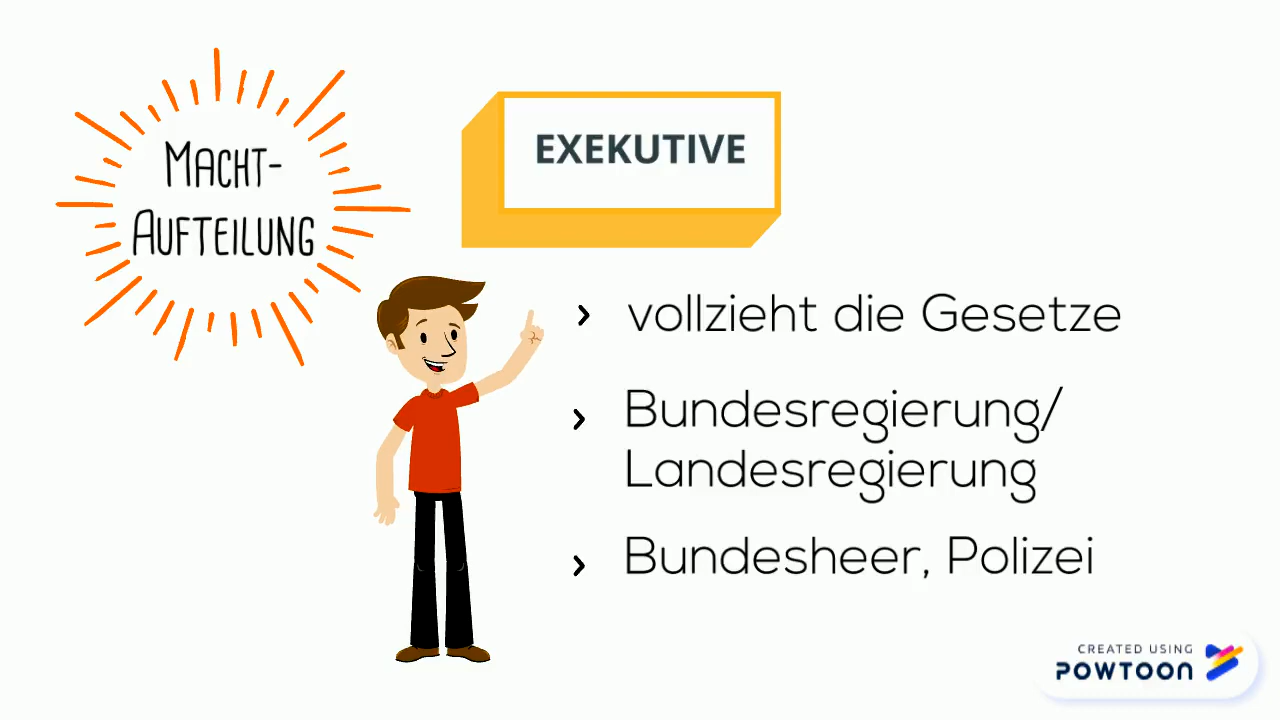 MACHT-
AUFTEILUNG
EXEKUTIVE
› vollzieht die Gesetze
› Bundesregierung/
Landesregierung
› Bundesheer, Polizei
CREATED USING
POWTOON